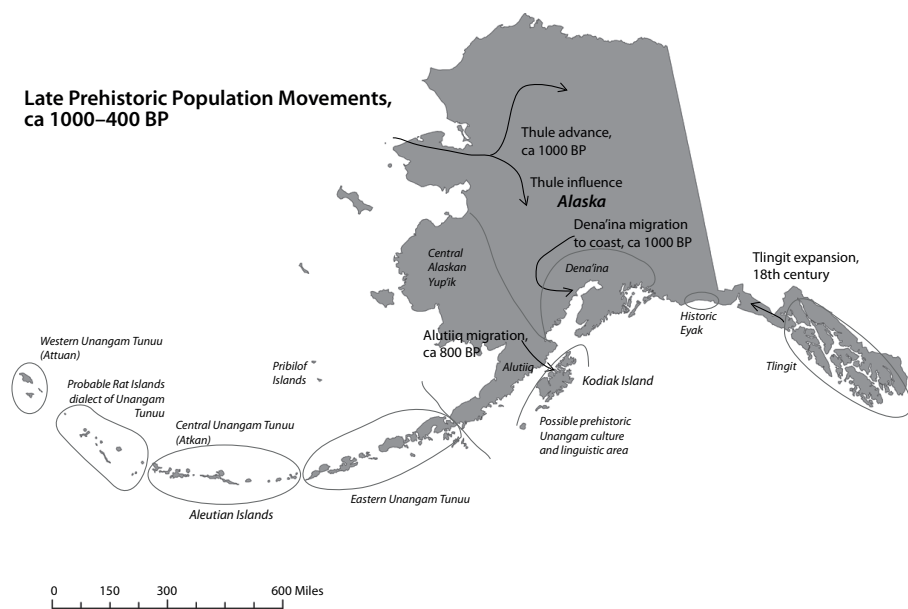 Late Prehistoric Population Movements,
ca 1000–400 BP
Thule advance,
ca 1000 BP
Thule influence
Alaska
Dena’ina migration
to coast, ca 1000 BP
Central
Alaskan
Yup’ik
Dena’ina
Tlingit expansion,
18th century
Historic
Eyak
Tlingit
Alutiiq migration,
ca 800 BP
Alutiiq
Kodiak Island
Western Unangam Tunuu
(Attuan)
Pribilof
Islands
Probable Rat Islands
dialect of Unangam
Tunuu
Central Unangam Tunuu
(Atkan)
Possible prehistoric
Unangam culture
and linguistic area
Eastern Unangam Tunuu
Aleutian Islands
0 150 300 600 Miles